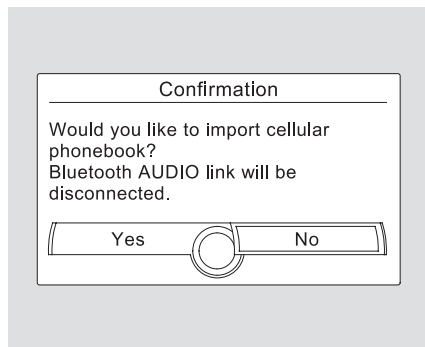 Confirmation
Would you like to import cellular
phonebook?
Bluetooth AUDIO link will be
disconnected.
Yes No